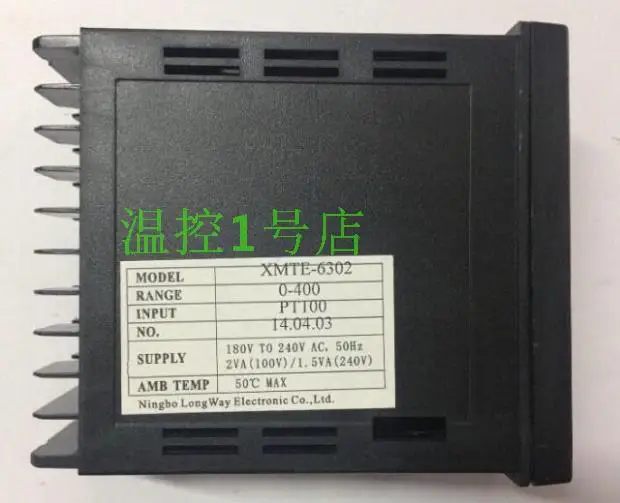 温控1号店
MODEL XMTE-6302
RANGE 0-400
INPUT PT100
NO. 14.04.03
SUPPLY 180V TO 240V AC. 50Hz
2VA(100V)/1.5VA(240V)
AMB TEMP 50℃ MAX
Ningbo LongWay Electronic Co.,Ltd.